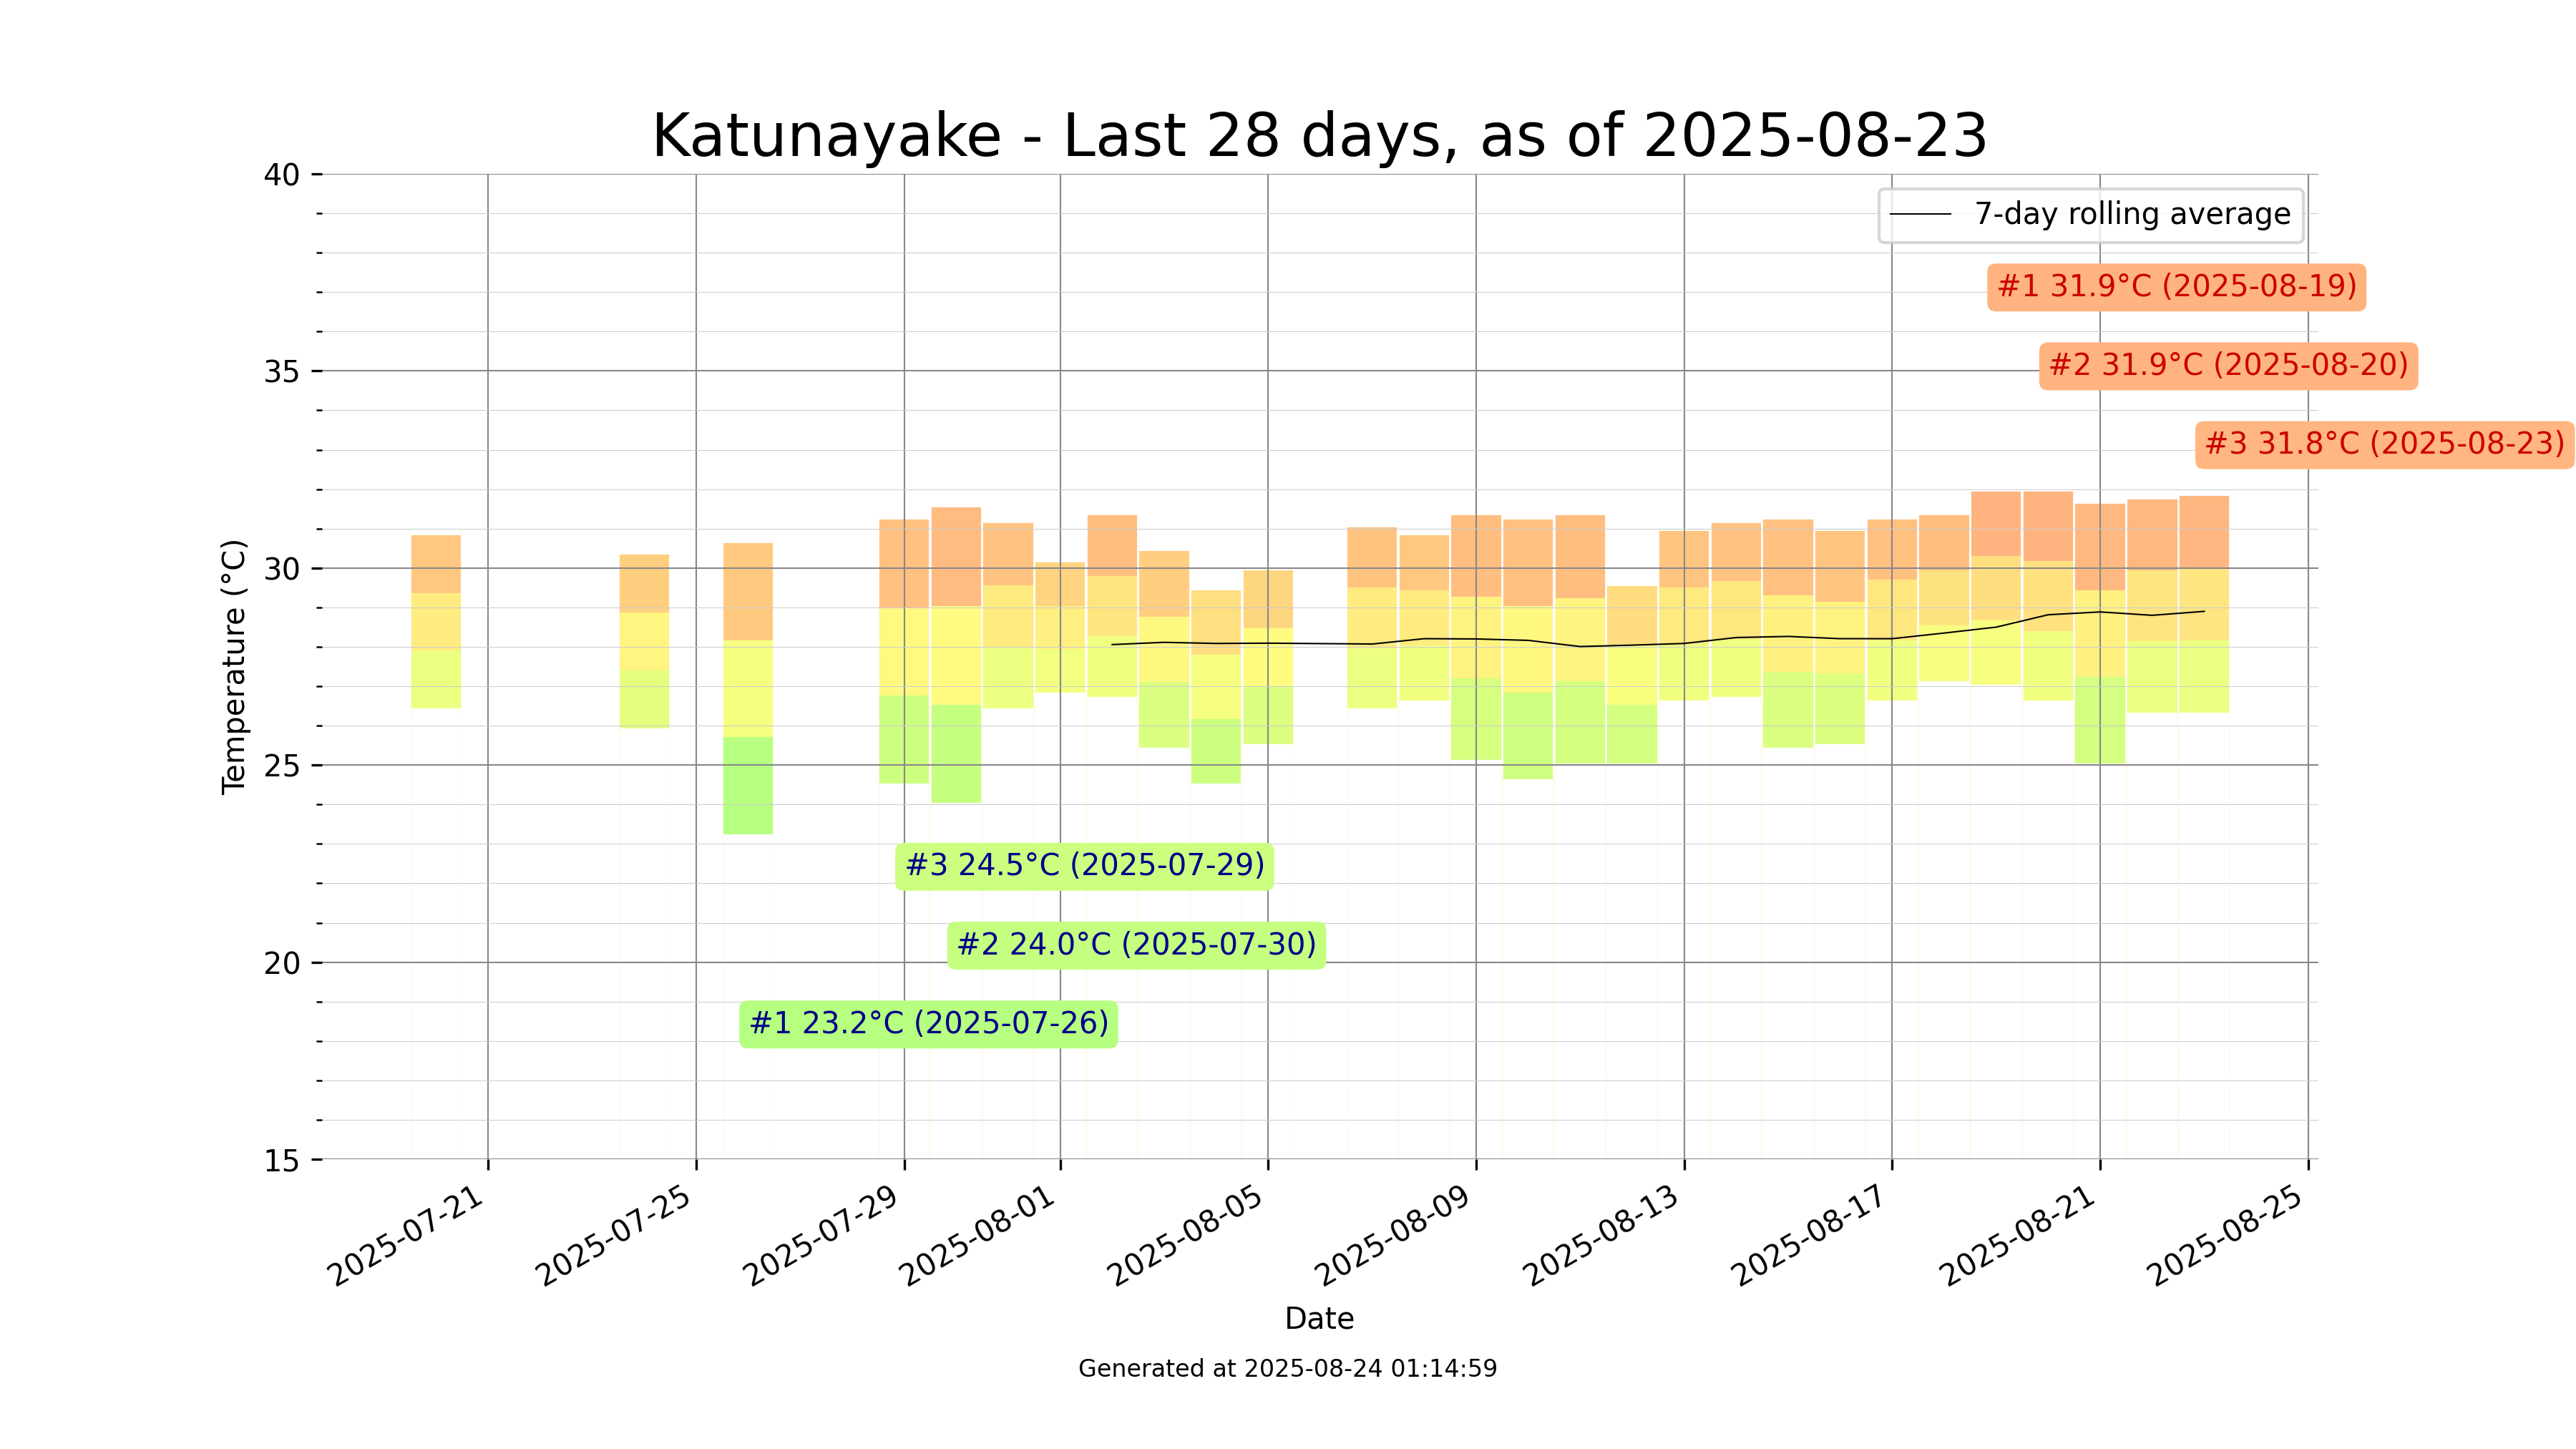 Katunayake - Last 28 days, as of 2025-08-23
40
35
30
25
20
15
Temperature (°C)
7-day rolling average
#1 31.9°C (2025-08-19)
#2 31.9°C (2025-08-20)
#3 31.8°C (2025-08-23)
#3 24.5°C (2025-07-29)
#2 24.0°C (2025-07-30)
#1 23.2°C (2025-07-26)
2025-07-21
2025-07-25
2025-07-29
2025-08-01
2025-08-05
2025-08-09
2025-08-13
2025-08-17
2025-08-21
2025-08-25
Date
Generated at 2025-08-24 01:14:59